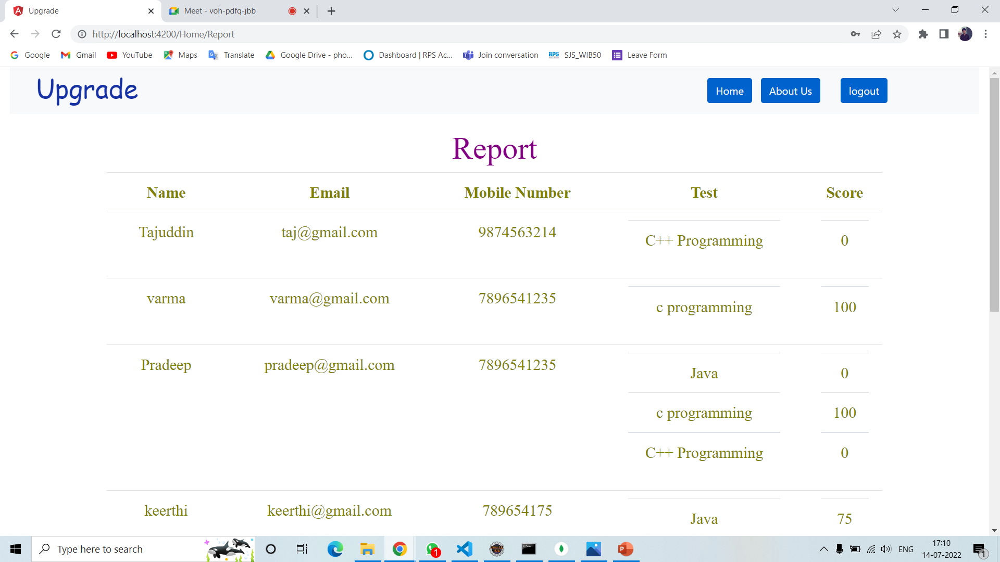 Upgrade
Meet - voh-pdfq-jbb
http://localhost:4200/Home/Report
Google Gmail YouTube Maps Translate Google Drive - pho... Dashboard | RPS Ac... Join conversation RPS SJS_WIB50 Leave Form
Upgrade Home About Us logout
Report
Name Email Mobile Number Test Score
Tajuddin taj@gmail.com 9874563214 C++ Programming 0
varma varma@gmail.com 7896541235 c programming 100
Pradeep pradeep@gmail.com 7896541235 Java 0
c programming 100
C++ Programming 0
keerthi keerthi@gmail.com 789654175 Java 75
Type here to search 1 ENG 17:10
14-07-2022 1